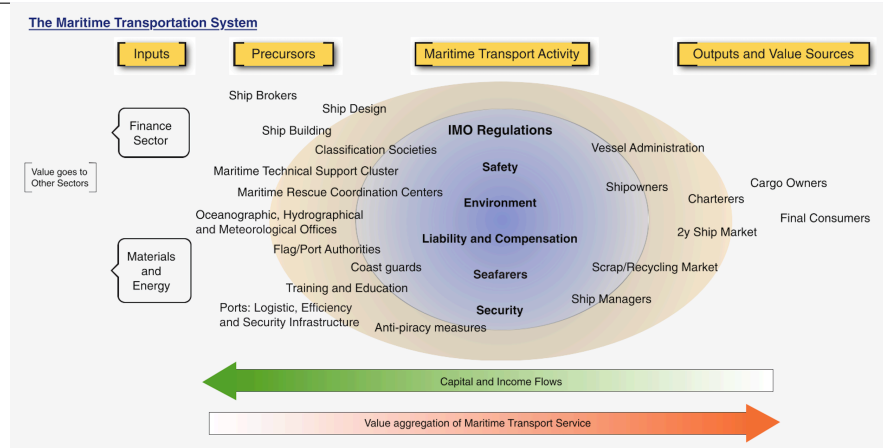 The Maritime Transportation System
Inputs
Precursors
Maritime Transport Activity
Outputs and Value Sources
Finance
Sector
Value goes to
Other Sectors
Materials
and
Energy
Ship Brokers
Ship Design
Ship Building
Classification Societies
Maritime Technical Support Cluster
Maritime Rescue Coordination Centers
Oceanographic, Hydrographical
and Meteorological Offices
Flag/Port Authorities
Coast guards
Training and Education
Ports: Logistic, Efficiency
and Security Infrastructure
Anti-piracy measures
IMO Regulations
Safety
Environment
Liability and Compensation
Seafarers
Security
Vessel Administration
Shipowners
Cargo Owners
Charterers
Final Consumers
2y Ship Market
Scrap/Recycling Market
Ship Managers
Capital and Income Flows
Value aggregation of Maritime Transport Service